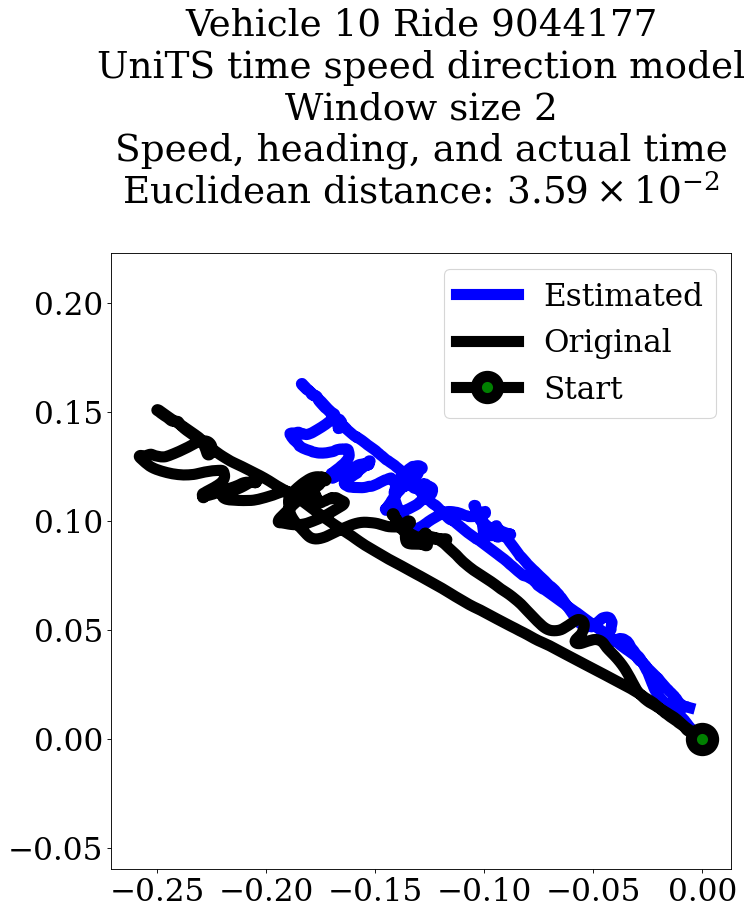 Vehicle 10 Ride 9044177
UniTS time speed direction model
Window size 2
Speed, heading, and actual time
Euclidean distance: 3.59 × 10⁻²
Estimated
Original
Start
0.20
0.15
0.10
0.05
0.00
−0.05
−0.25 −0.20 −0.15 −0.10 −0.05 0.00